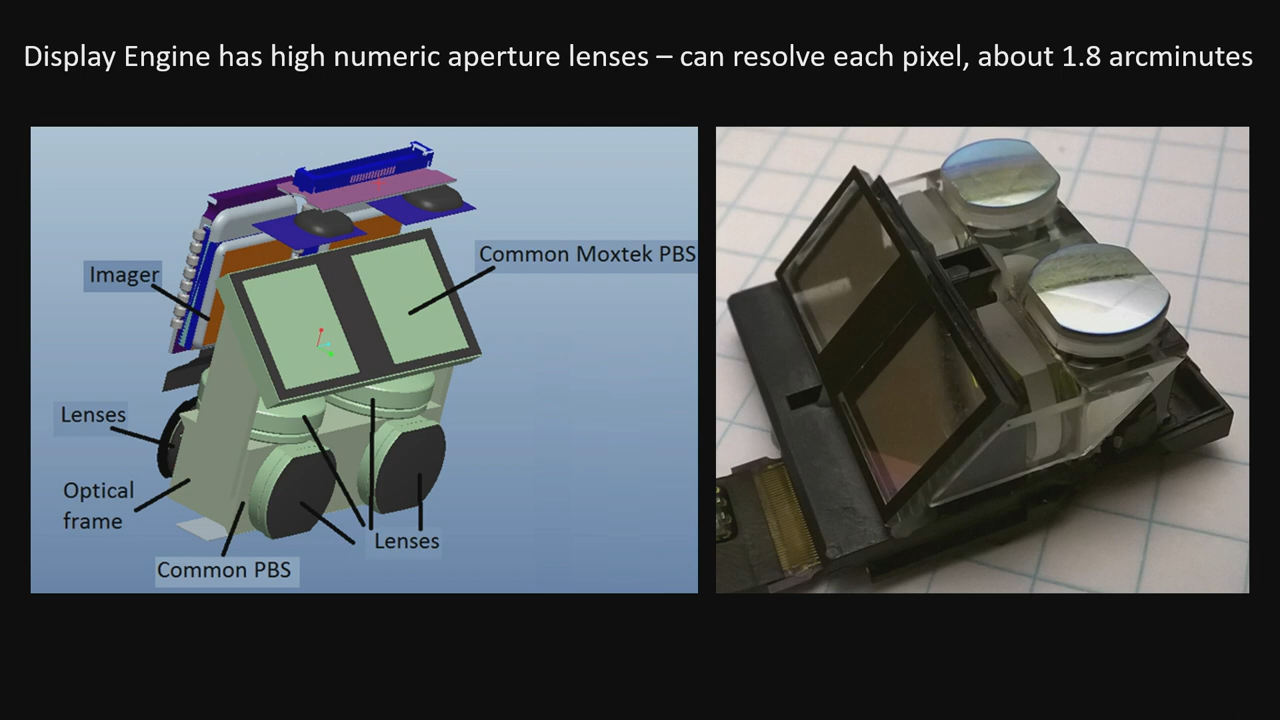 Display Engine has high numeric aperture lenses – can resolve each pixel, about 1.8 arcminutes
Common Moxtek PBS
Imager
Lenses
Optical
frame
Lenses
Common PBS